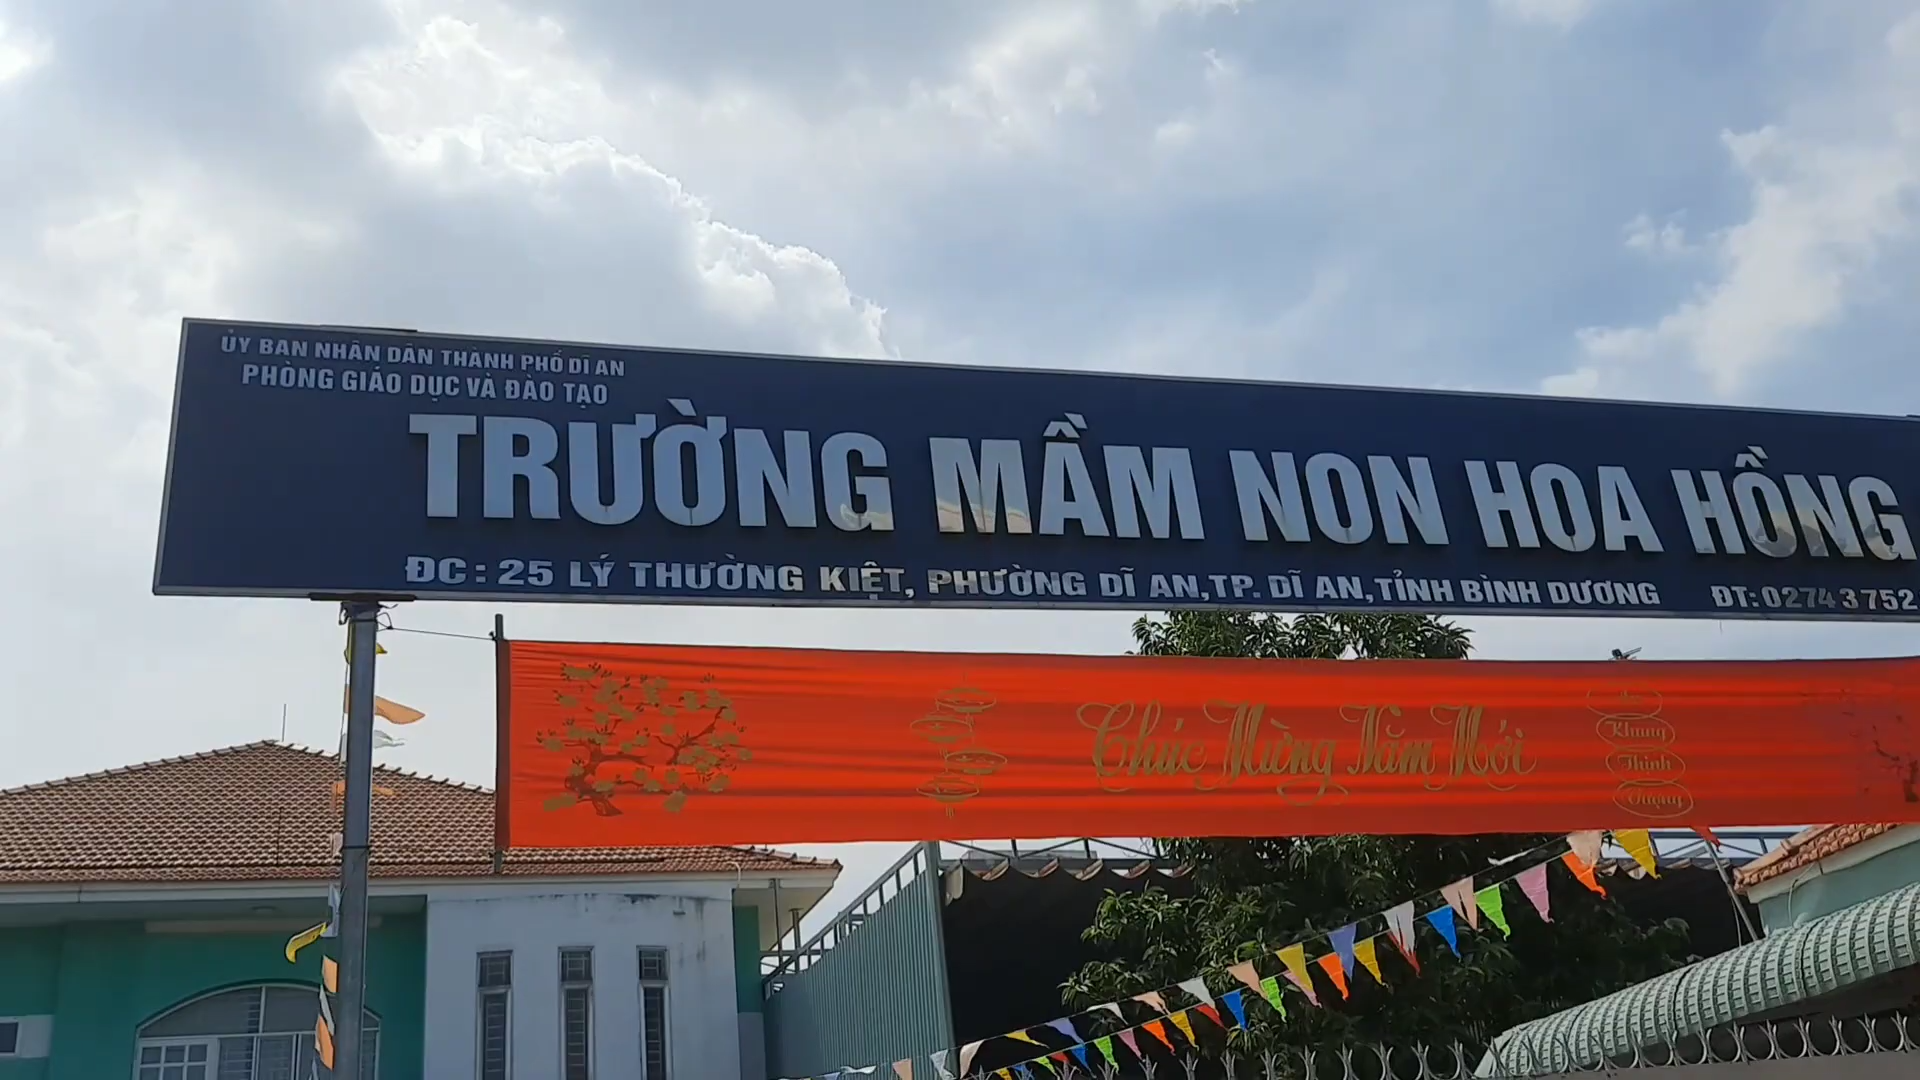 ỦY BAN NHÂN DÂN THÀNH PHỐ DĨ AN
PHÒNG GIÁO DỤC VÀ ĐÀO TẠO
TRƯỜNG MẦM NON HOA HỒNG
ĐC : 25 LÝ THƯỜNG KIỆT, PHƯỜNG DĨ AN, TP. DĨ AN, TỈNH BÌNH DƯƠNG ĐT: 0274 3 752
Chúc Mừng Năm Mới
Khang
Thịnh
Vượng